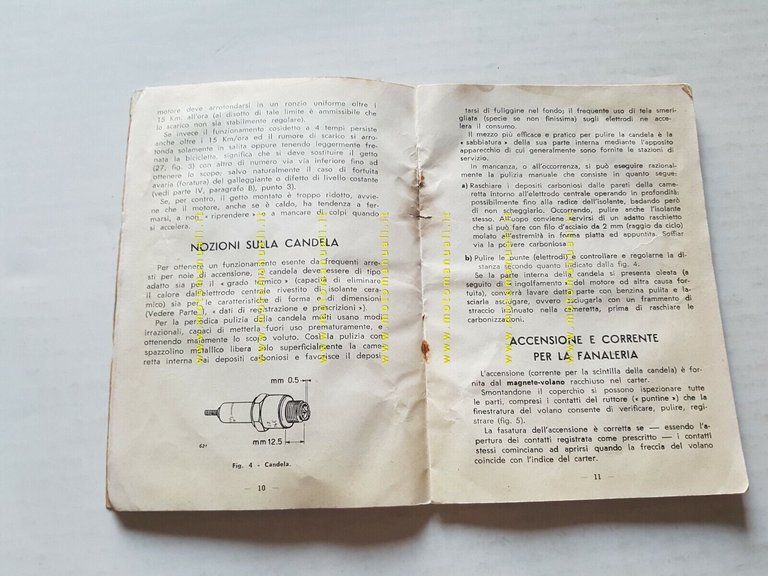 motore deve arrotondarsi in un ronzio uniforme oltre i
15 Km. all'ora (al disotto di tale limite è ammissibile che
lo scarico non sia stabilmente regolare).
Se invece il funzionamento cosidetto a 4 tempi persiste
anche oltre i 15 Km/ora ed il rumore di scarico si arro-
tonda solamente in salita oppure tenendo leggermente fre-
nata la bicicletta, significa che si deve sostituire il getto
(27, fig. 3) con altri di numero via via inferiore fino ad
ottenere lo scopo; salvo naturalmente il caso di fortuita
avaria (foratura) del galleggiante o difetto di livello costante
(vedi parte IV, paragrafo B), punto 3).
Se, per contro, il getto montato è troppo ridotto, avvie-
ne che il motore, anche se è caldo, ha tendenza a fer-
marsi, a non « riprendere » a mancare di colpi quando
si accelera.
NOZIONI SULLA CANDELA
Per ottenere un funzionamento esente da frequenti arre-
sti per noie di accensione, la candela deve essere di tipo
adatto sia per il « grado termico » (capacità di eliminare
il calore dall'elettrodo centrale rivestito di isolante cera-
mico) sia per le caratteristiche di forma e di dimensioni
(Vedere Parte I, « dati di registrazione e prescrizioni »).
Per la periodica pulizia della candela molti usano modi
irrazionali, capaci di metterla fuori uso prematuramente, e
ottenendo malamente lo scopo voluto. Così la pulizia con
spazzolino metallico libera solo superficialmente la came-
retta interna dai depositi carboniosi e favorisce il deposi-
mm 0.5
mm 12.5
621
Fig. 4 - Candela.
10
tarsi di fuliggine nel fondo; il frequente uso di tela smeri-
gliata (specie se non finissima) sugli elettrodi ne acce-
lera il consumo.
Il mezzo più efficace e pratico per pulire la candela è la
« sabbiatura » della sua parte interna mediante l'apposito
apparecchio di cui generalmente sono fornite le stazioni di
servizio.
In mancanza, o all'occorrenza, si può eseguire razional-
mente la pulizia manuale che consiste in quanto segue:
a) Raschiare i depositi carboniosi dalle pareti della came-
retta intorno all'elettrodo centrale operando in profondità;
possibilmente fino alla radice dell'isolante, badando però
di non scheggiarlo. Occorrendo, pulire anche l'isolante
stesso. All'uopo conviene servirsi di un adatto raschietto
che si può fare con filo d'acciaio da 2 mm (raggio da ciclo)
molato all'estremità in forma piatta ed appuntita. Soffiar
via la polvere carboniosa.
b) Pulire le punte (elettrodi) e controllare e regolarne la di-
stanza secondo quanto indicato dalla fig. 4.
Se la parte interna della candela si presenta oleata (a
seguito di ingolfamento del motore od altra causa for-
tuita), converrà lavare detta parte con benzina pulita e la-
sciarla asciugare, ovvero asciugarla con un frammento di
straccio insinuato nella cameretta, prima di raschiare le
carbonizzazioni.
ACCENSIONE E CORRENTE
PER LA FANALERIA
L'accensione (corrente per la scintilla della candela) è for-
nita dal magnete-volano racchiuso nel carter.
Smontandone il coperchio si possono ispezionare tutte
le parti, compresi i contatti del ruttore (« puntine ») che la
finestratura del volano consente di verificare, pulire, regi-
strare (fig. 5).
La fasatura dell'accensione è corretta se — essendo l'a-
pertura dei contatti registrata come prescritto — i contatti
stessi cominciano ad aprirsi quando la freccia del volano
coincide con l'indice del carter.
11